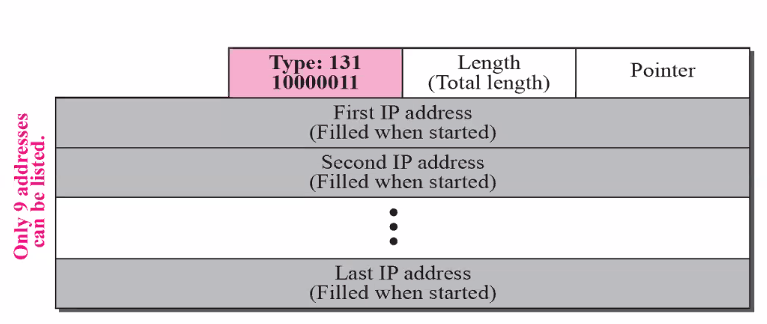 Type: 131
10000011
Length
(Total length)
Pointer
Only 9 addresses
can be listed.
First IP address
(Filled when started)
Second IP address
(Filled when started)
Last IP address
(Filled when started)